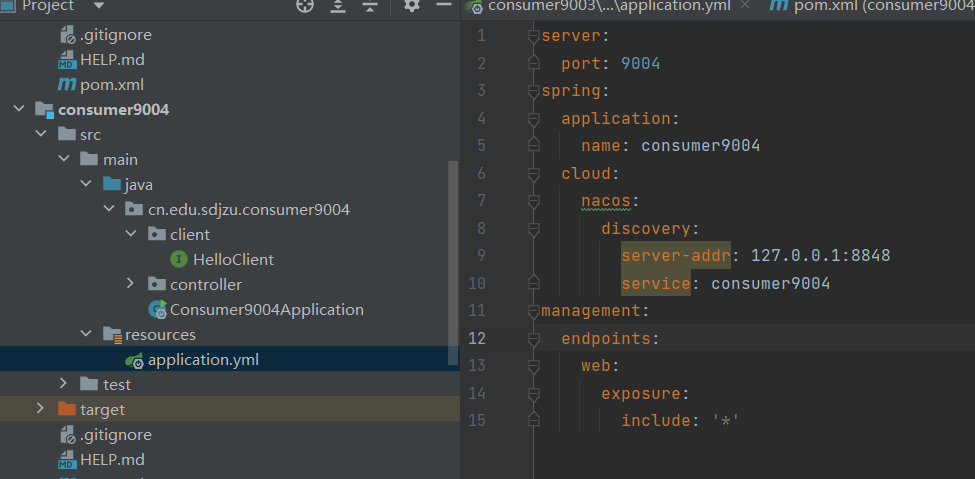 Project
.gitignore
HELP.md
pom.xml
consumer9004
src
main
java
cn.edu.sdjzu.consumer9004
client
HelloClient
controller
Consumer9004Application
resources
application.yml
test
target
.gitignore
HELP.md
consumer9003\...\application.yml
pom.xml (consumer9004
1 server:
2 port: 9004
3 spring:
4 application:
5 name: consumer9004
6 cloud:
7 nacos:
8 discovery:
9 server-addr: 127.0.0.1:8848
10 service: consumer9004
11 management:
12 endpoints:
13 web:
14 exposure:
15 include: '*'